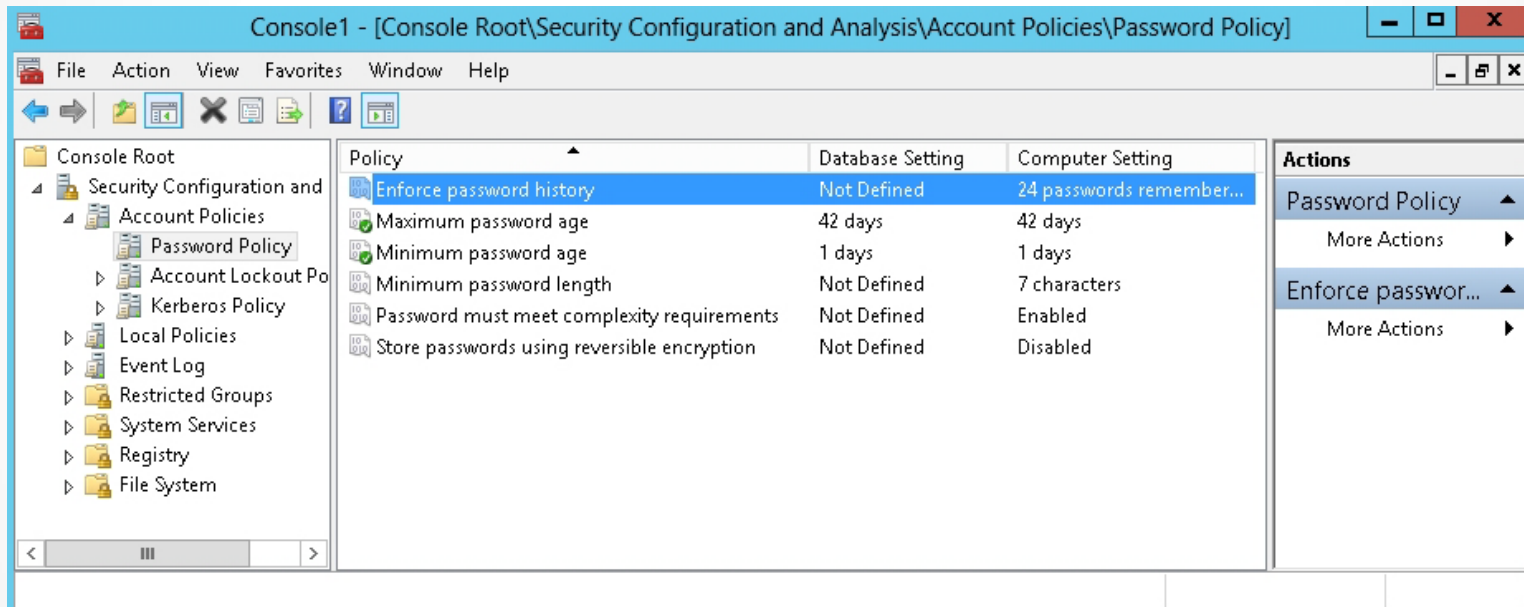 Console1 - [Console Root\Security Configuration and Analysis\Account Policies\Password Policy]
File Action View Favorites Window Help
Console Root
Security Configuration and
Account Policies
Password Policy
Account Lockout Po
Kerberos Policy
Local Policies
Event Log
Restricted Groups
System Services
Registry
File System
Policy Database Setting Computer Setting
Enforce password history Not Defined 24 passwords remember...
Maximum password age 42 days 42 days
Minimum password age 1 days 1 days
Minimum password length Not Defined 7 characters
Password must meet complexity requirements Not Defined Enabled
Store passwords using reversible encryption Not Defined Disabled
Actions
Password Policy
More Actions
Enforce passwor...
More Actions